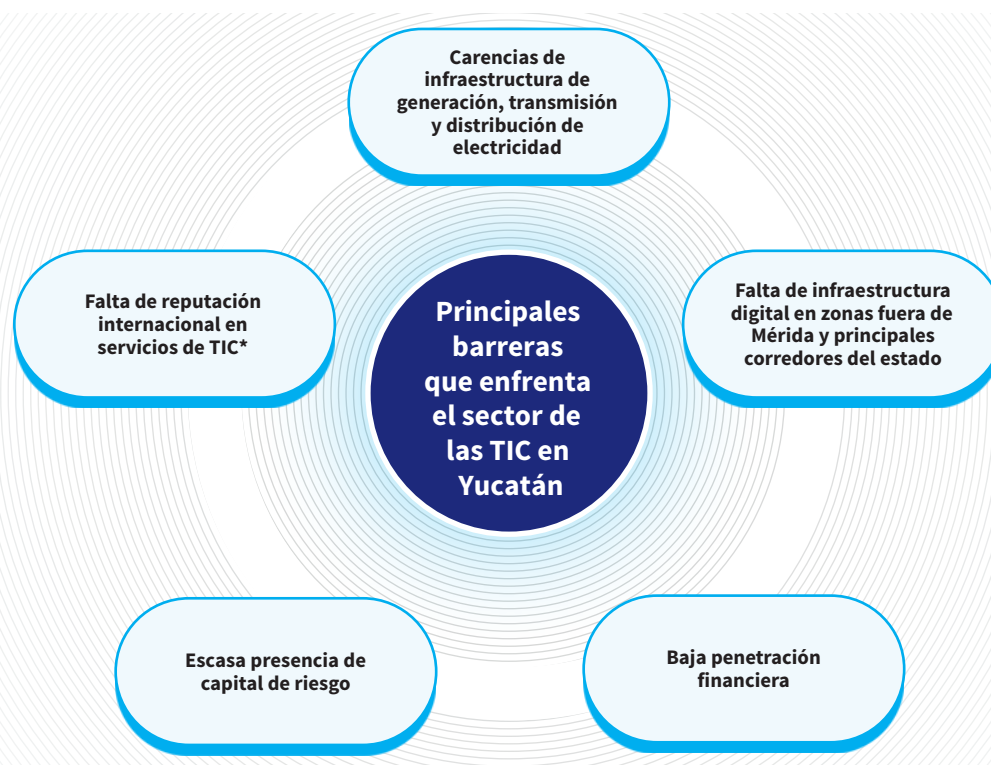 Carencias de
infraestructura de
generación, transmisión
y distribución de
electricidad
Falta de reputación
internacional en
servicios de TIC*
Principales
barreras
que enfrenta
el sector de
las TIC en
Yucatán
Falta de infraestructura
digital en zonas fuera de
Mérida y principales
corredores del estado
Escasa presencia de
capital de riesgo
Baja penetración
financiera